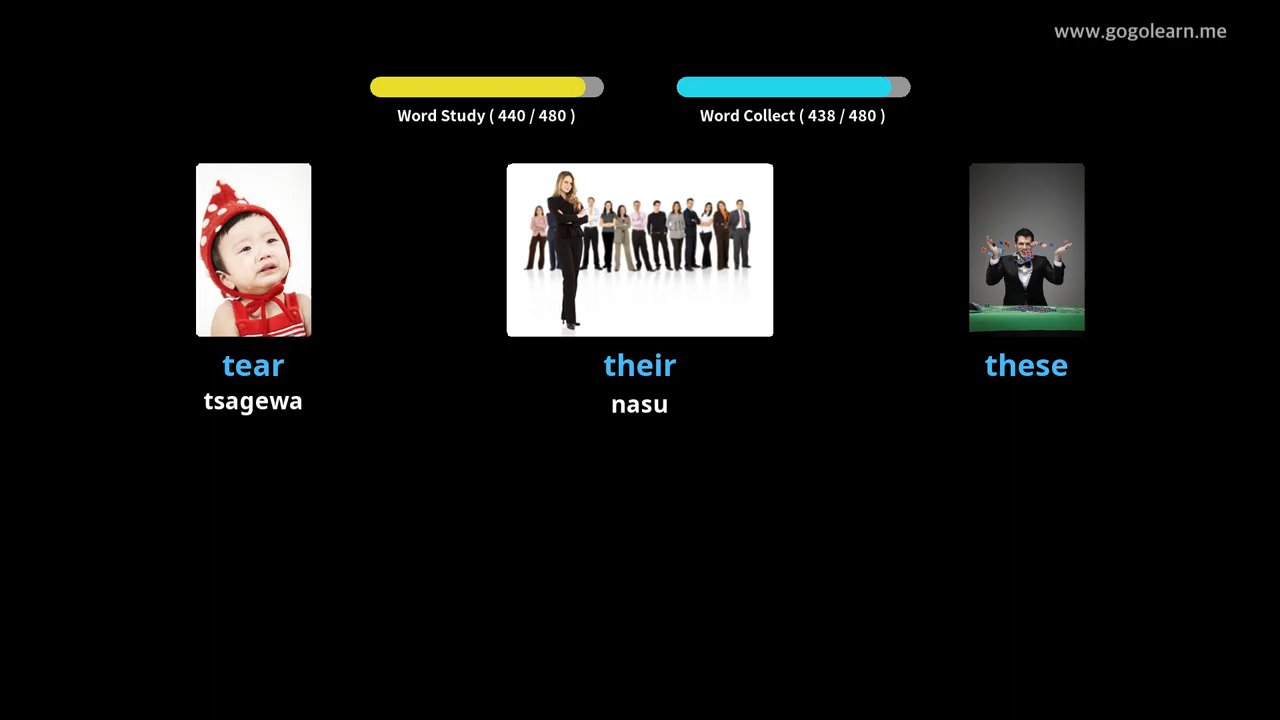 www.gogolearn.me
Word Study ( 440 / 480 )
Word Collect ( 438 / 480 )
tear
tsagewa
their
nasu
these